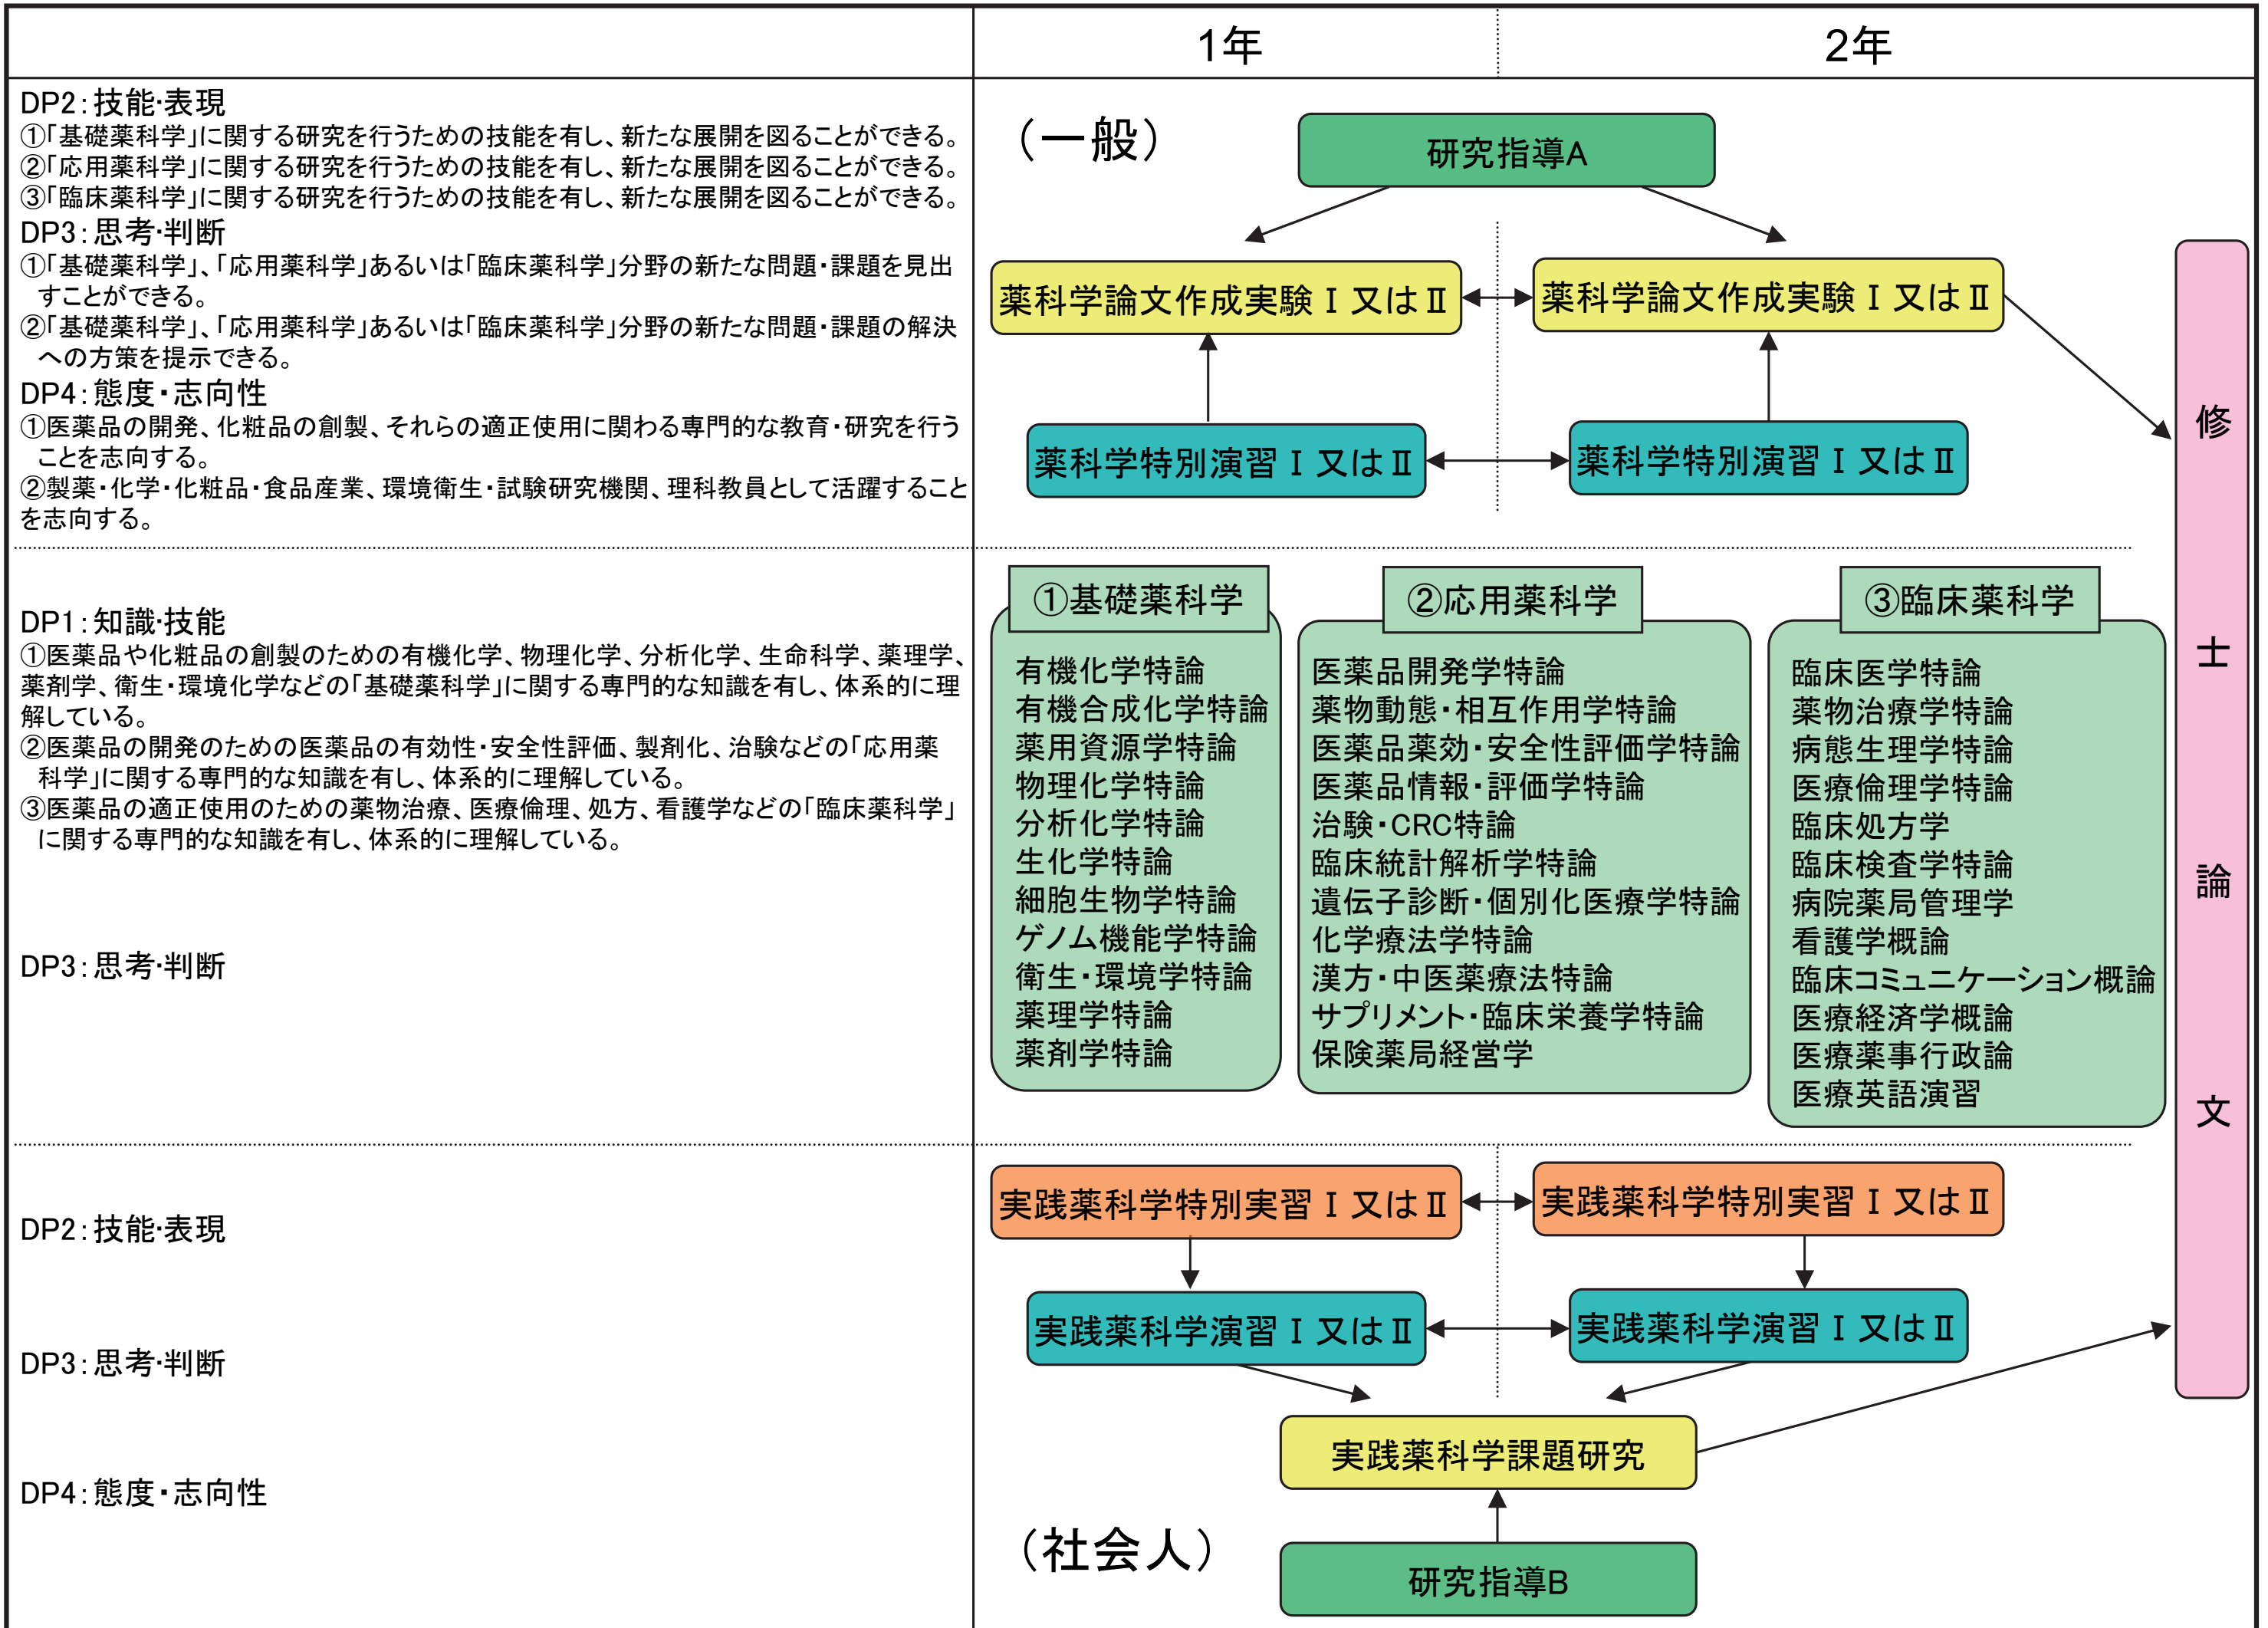 1年
2年
DP2：技能・表現
①「基礎薬科学」に関する研究を行うための技能を有し、新たな展開を図ることができる。
②「応用薬科学」に関する研究を行うための技能を有し、新たな展開を図ることができる。
③「臨床薬科学」に関する研究を行うための技能を有し、新たな展開を図ることができる。
DP3：思考・判断
①「基礎薬科学」、「応用薬科学」あるいは「臨床薬科学」分野の新たな問題・課題を見出
すことができる。
②「基礎薬科学」、「応用薬科学」あるいは「臨床薬科学」分野の新たな問題・課題の解決
への方策を提示できる。
DP4：態度・志向性
①医薬品の開発、化粧品の創製、それらの適正使用に関わる専門的な教育・研究を行う
ことを志向する。
②製薬・化学・化粧品・食品産業、環境衛生・試験研究機関、理科教員として活躍すること
を志向する。
（一般）
研究指導A
薬科学論文作成実験Ⅰ又はⅡ
薬科学論文作成実験Ⅰ又はⅡ
薬科学特別演習Ⅰ又はⅡ
薬科学特別演習Ⅰ又はⅡ
DP1：知識・技能
①医薬品や化粧品の創製のための有機化学、物理化学、分析化学、生命科学、薬理学、
薬剤学、衛生・環境化学などの「基礎薬科学」に関する専門的な知識を有し、体系的に理
解している。
②医薬品の開発のための医薬品の有効性・安全性評価、製剤化、治験などの「応用薬
科学」に関する専門的な知識を有し、体系的に理解している。
③医薬品の適正使用のための薬物治療、医療倫理、処方、看護学などの「臨床薬科学」
に関する専門的な知識を有し、体系的に理解している。
DP3：思考・判断
①基礎薬科学
有機化学特論
有機合成化学特論
薬用資源学特論
物理化学特論
分析化学特論
生化学特論
細胞生物学特論
ゲノム機能学特論
衛生・環境学特論
薬理学特論
薬剤学特論
②応用薬科学
医薬品開発学特論
薬物動態・相互作用学特論
医薬品薬効・安全性評価学特論
医薬品情報・評価学特論
治験・CRC特論
臨床統計解析学特論
遺伝子診断・個別化医療学特論
化学療法学特論
漢方・中医薬療法特論
サプリメント・臨床栄養学特論
保険薬局経営学
③臨床薬科学
臨床医学特論
薬物治療学特論
病態生理学特論
医療倫理学特論
臨床処方学
臨床検査学特論
病院薬局管理学
看護学概論
臨床コミュニケーション概論
医療経済学概論
医療薬事行政論
医療英語演習
DP2：技能・表現
DP3：思考・判断
DP4：態度・志向性
実践薬科学特別実習Ⅰ又はⅡ
実践薬科学特別実習Ⅰ又はⅡ
実践薬科学演習Ⅰ又はⅡ
実践薬科学演習Ⅰ又はⅡ
実践薬科学課題研究
（社会人）
研究指導B
修士論文